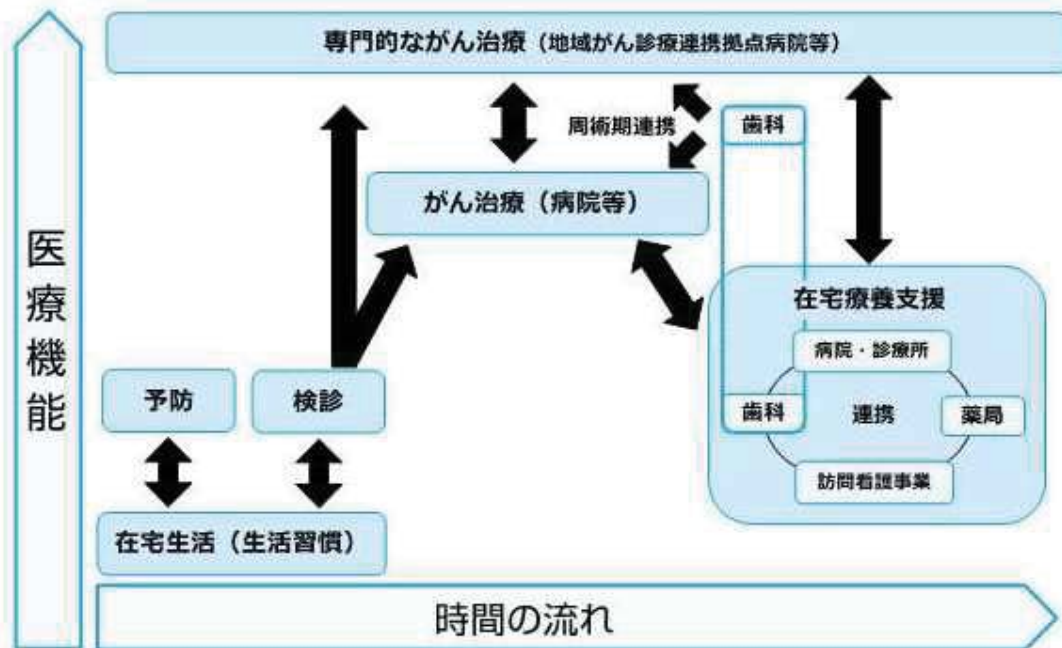 専門的ながん治療（地域がん診療連携拠点病院等）
周術期連携
歯科
がん治療（病院等）
医療機能
在宅療養支援
病院・診療所
予防
検診
歯科
連携
薬局
訪問看護事業
在宅生活（生活習慣）
時間の流れ